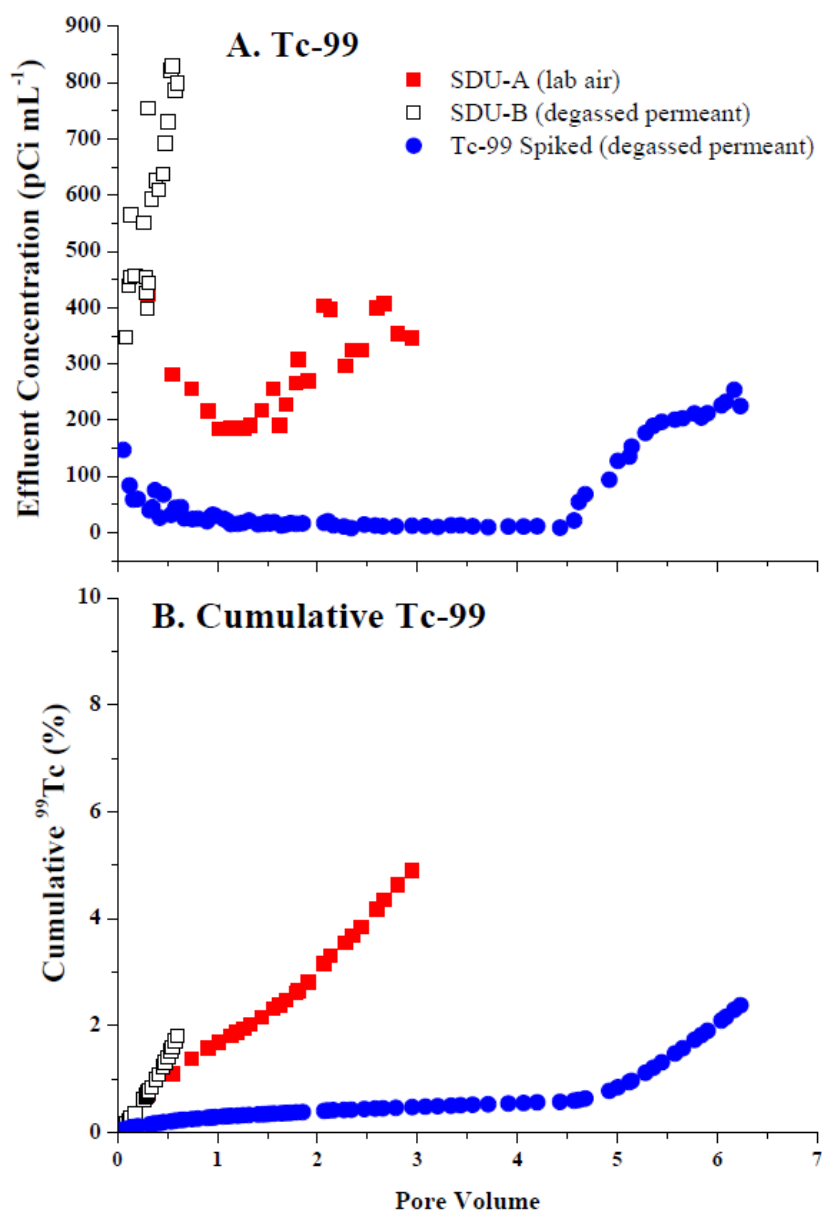 A. Tc-99
SDU-A (lab air)
SDU-B (degassed permeant)
Tc-99 Spiked (degassed permeant)
Effluent Concentration (pCi mL⁻¹)
900
800
700
600
500
400
300
200
100
0
B. Cumulative Tc-99
Cumulative ⁹⁹Tc (%)
10
8
6
4
2
0
0 1 2 3 4 5 6 7
Pore Volume